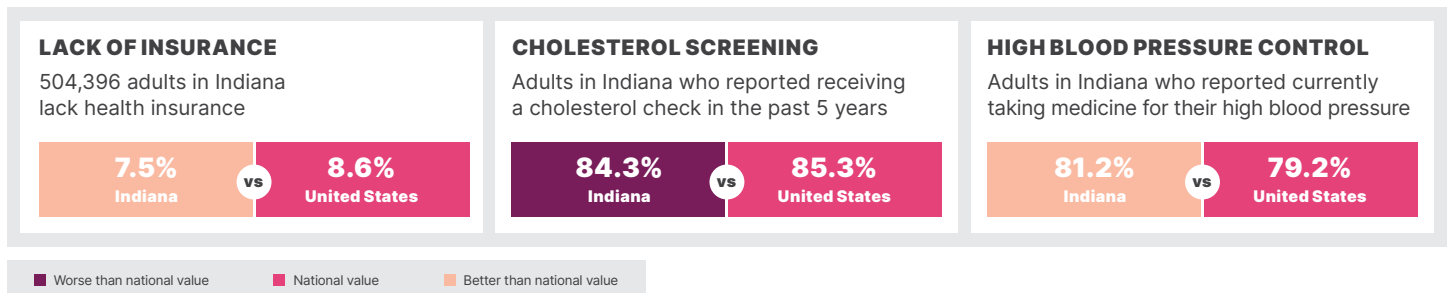 LACK OF INSURANCE
504,396 adults in Indiana
lack health insurance
7.5%
Indiana
vs
8.6%
United States
CHOLESTEROL SCREENING
Adults in Indiana who reported receiving
a cholesterol check in the past 5 years
84.3%
Indiana
vs
85.3%
United States
HIGH BLOOD PRESSURE CONTROL
Adults in Indiana who reported currently
taking medicine for their high blood pressure
81.2%
Indiana
vs
79.2%
United States
Worse than national value
National value
Better than national value